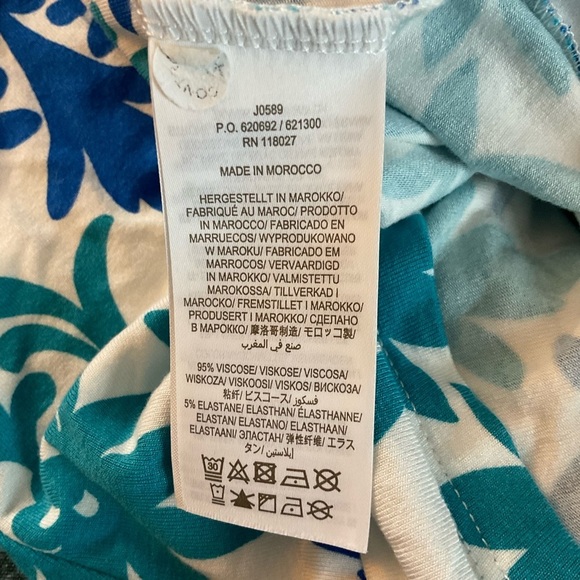 J0589
P.O. 620692 / 621300
RN 118027
MADE IN MOROCCO
HERGESTELLT IN MAROKKO/
FABRIQUÉ AU MAROC/ PRODOTTO
IN MAROCCO/ FABRICADO EN
MARRUECOS/ WYPRODUKOWANO
W MAROKU/ FABRICADO EM
MARROCOS/ VERVAARDIGD
IN MAROKKO/ VALMISTETTU
MAROKOSSA/ TILLVERKAD I
MAROCKO/ FREMSTILLET I MAROKKO/
PRODUSERT I MAROKKO/ СДЕЛАНО
В МАРОККО/ 摩洛哥制造/ モロッコ製/
صنع في المغرب
95% VISCOSE/ VISKOSE/ VISCOSA/
WISKOZA/ VISKOOSI/ VISKOS/ ВИСКОЗА/
粘纤/ ビスコース/ فسكوز/
5% ELASTANE/ ELASTHAN/ ÉLASTHANNE/
ELASTAN/ ELASTANO/ ELASTHAAN/
ELASTAANI/ ЭЛАСТАН/ 弹性纤维/ エラス
タン/ إيلاستين/
30